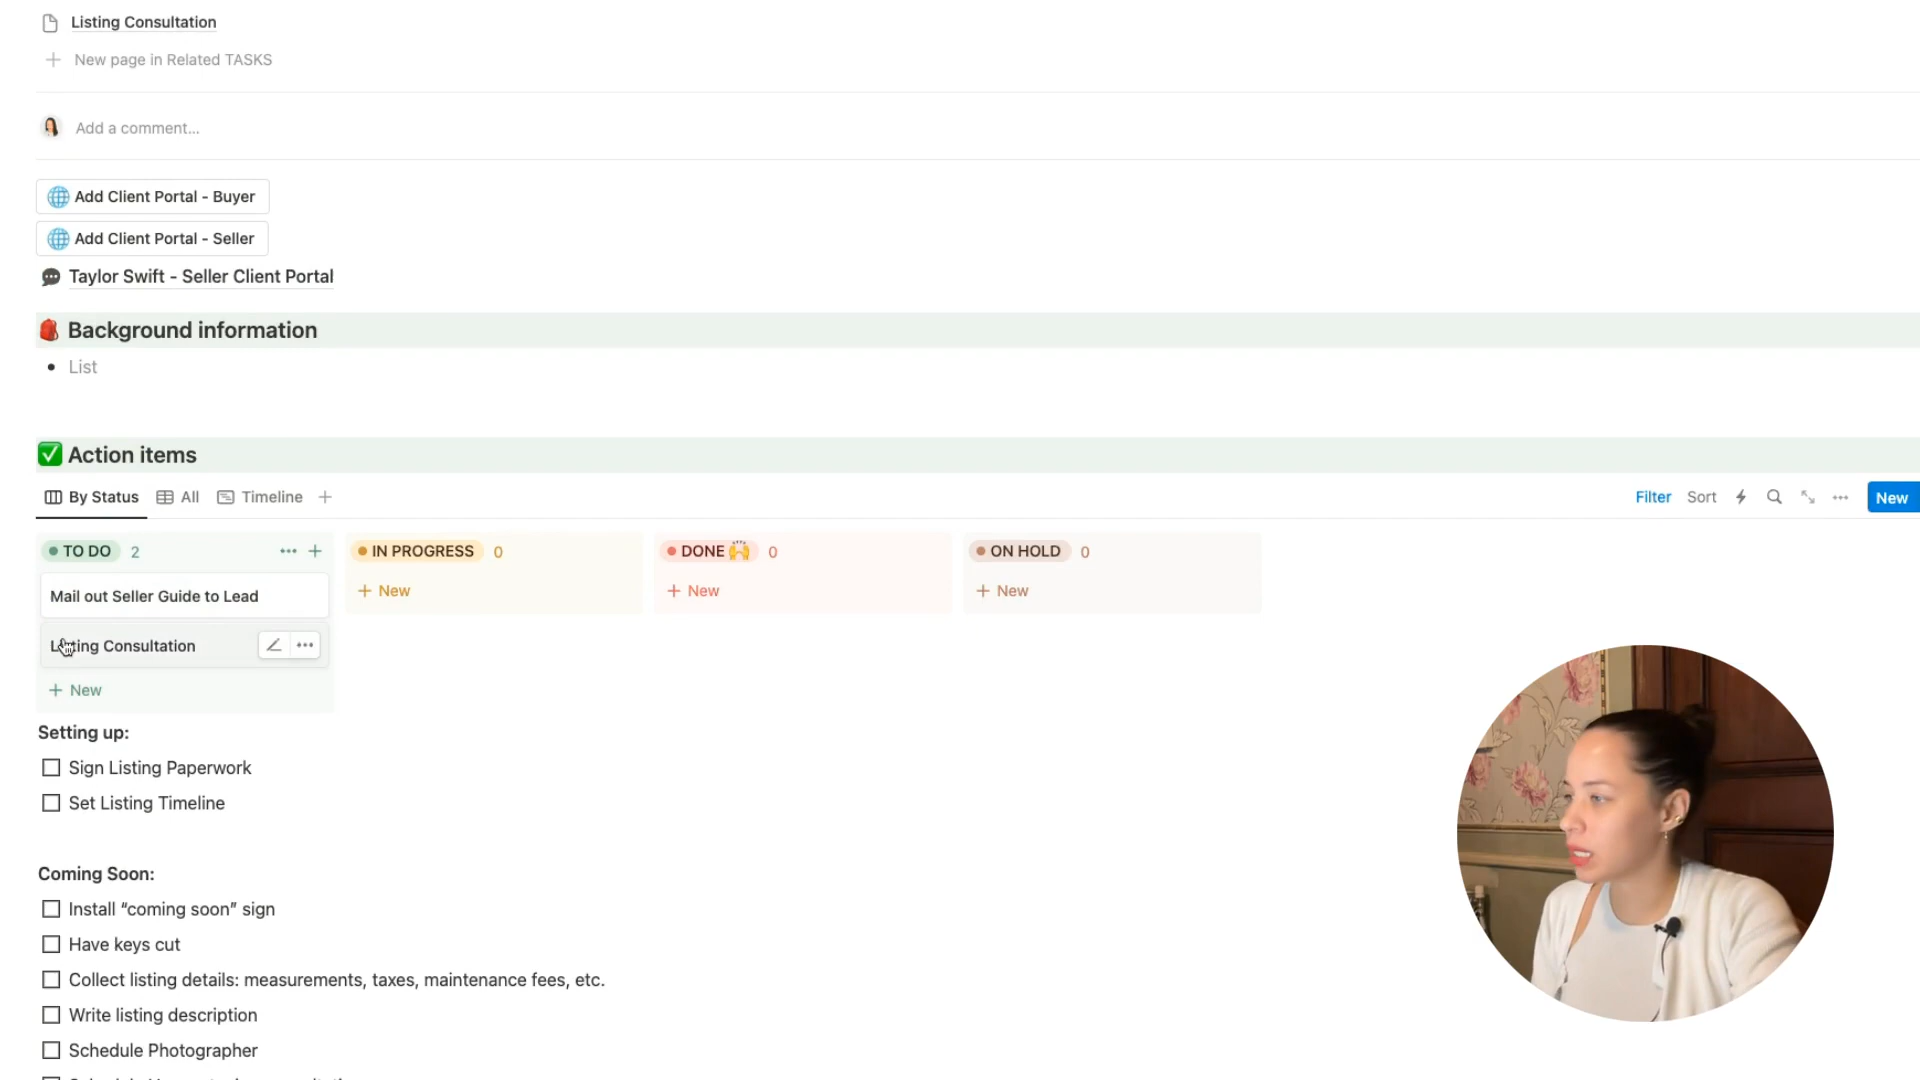 Listing Consultation
New page in Related TASKS
Add a comment...
Add Client Portal - Buyer
Add Client Portal - Seller
Taylor Swift - Seller Client Portal
Background information
List
Action items
By Status All Timeline
Filter Sort New
TO DO 2 IN PROGRESS 0 DONE 0 ON HOLD 0
Mail out Seller Guide to Lead
New New New
Listing Consultation
New
Setting up:
Sign Listing Paperwork
Set Listing Timeline
Coming Soon:
Install “coming soon” sign
Have keys cut
Collect listing details: measurements, taxes, maintenance fees, etc.
Write listing description
Schedule Photographer